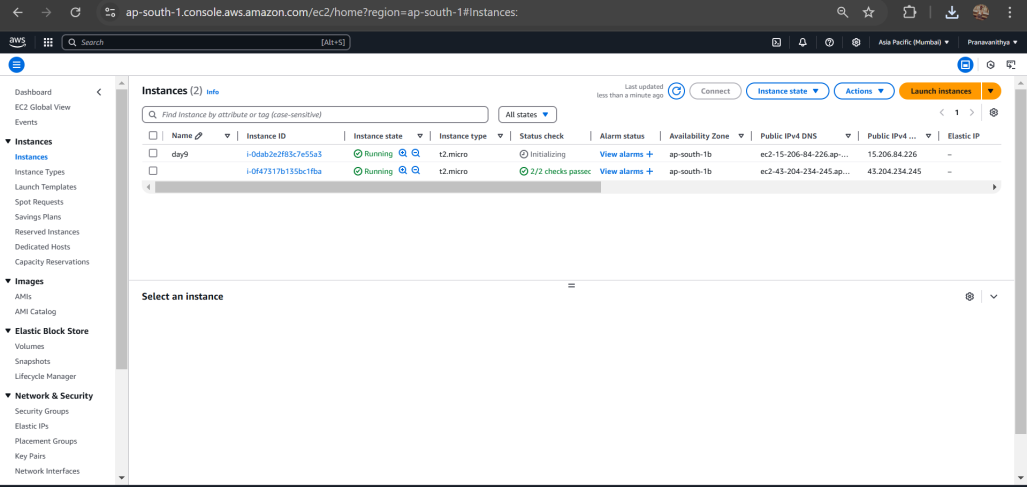 ap-south-1.console.aws.amazon.com/ec2/home?region=ap-south-1#Instances:
aws Search [Alt+S] Asia Pacific (Mumbai) Pranavanithya
Dashboard
EC2 Global View
Events
Instances
Instances
Instance Types
Launch Templates
Spot Requests
Savings Plans
Reserved Instances
Dedicated Hosts
Capacity Reservations
Images
AMIs
AMI Catalog
Elastic Block Store
Volumes
Snapshots
Lifecycle Manager
Network & Security
Security Groups
Elastic IPs
Placement Groups
Key Pairs
Network Interfaces
Instances (2) Info
Last updated
less than a minute ago
Connect Instance state Actions Launch instances
Find Instance by attribute or tag (case-sensitive) All states 1
Name Instance ID Instance state Instance type Status check Alarm status Availability Zone Public IPv4 DNS Public IPv4 ... Elastic IP
day9 i-0dab2e2f83c7e55a3 Running t2.micro Initializing View alarms + ap-south-1b ec2-15-206-84-226.ap-... 15.206.84.226 –
i-0f47317b135bc1fba Running t2.micro 2/2 checks passec View alarms + ap-south-1b ec2-43-204-234-245.ap... 43.204.234.245 –
Select an instance